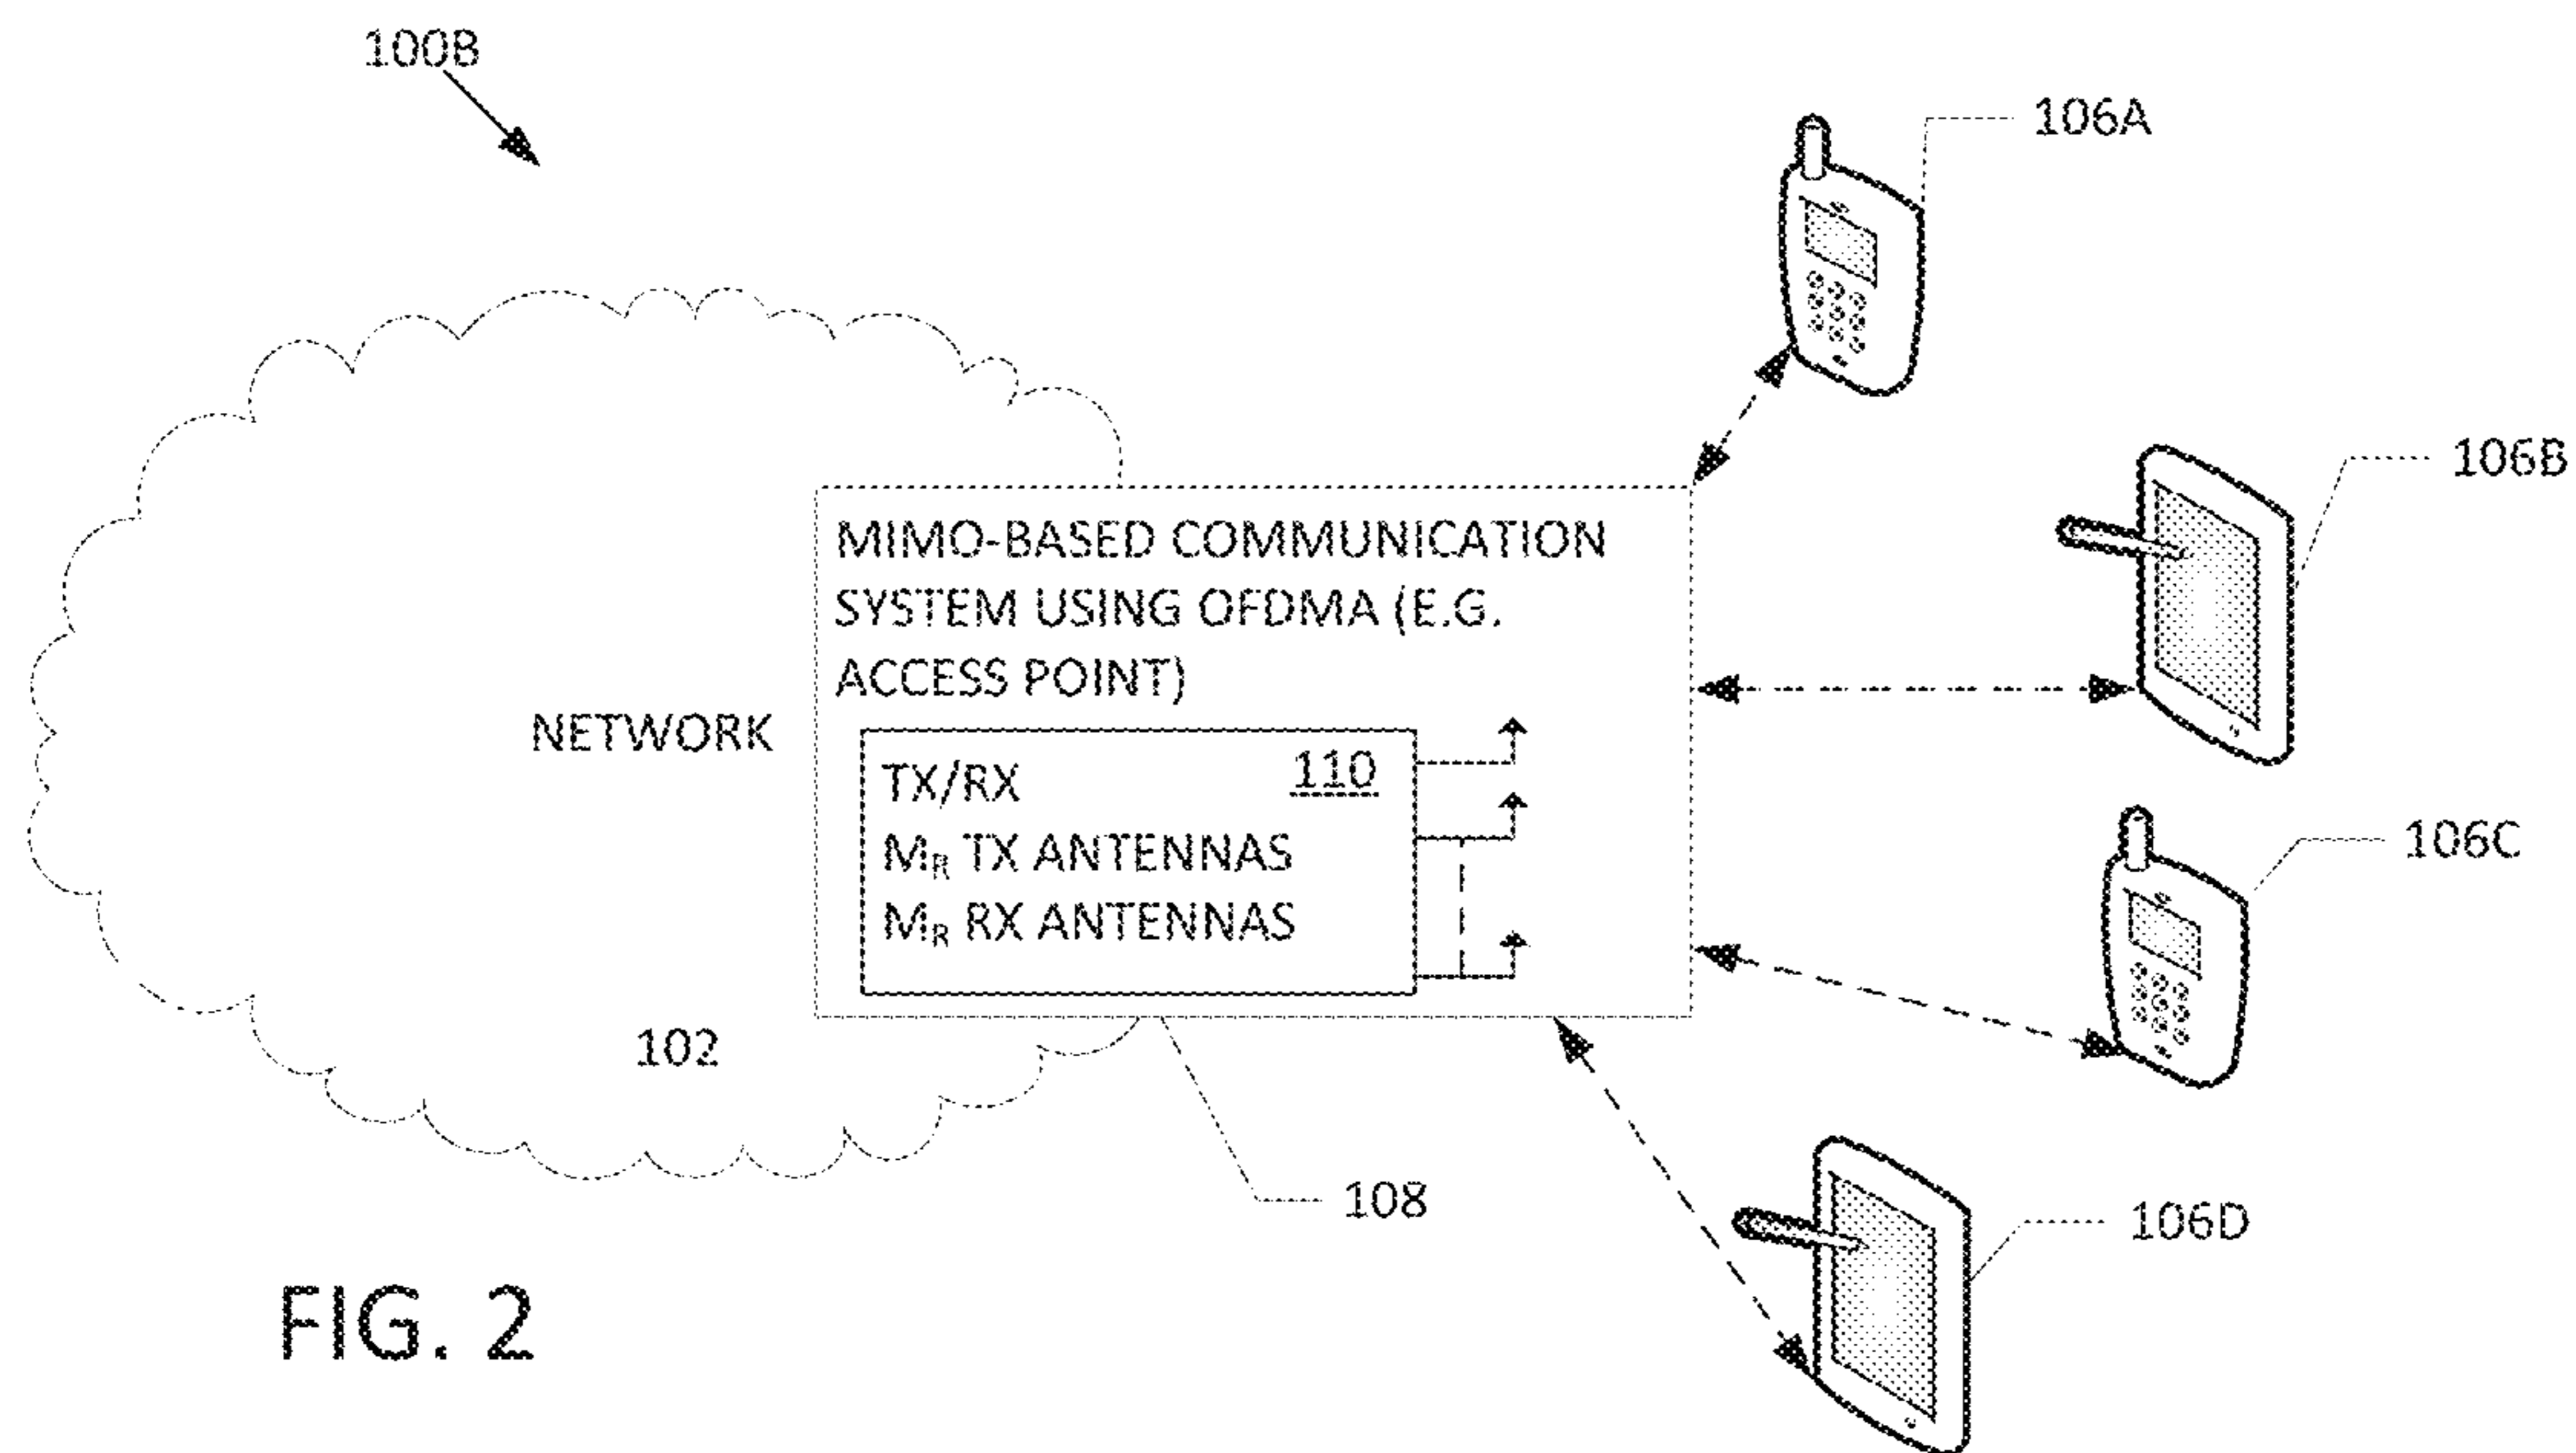 100B
106A
106B
MIMO-BASED COMMUNICATION
SYSTEM USING OFDMA (E.G.
ACCESS POINT)
NETWORK
110
TX/RX
MR TX ANTENNAS
MR RX ANTENNAS
106C
102
108
106D
FIG. 2